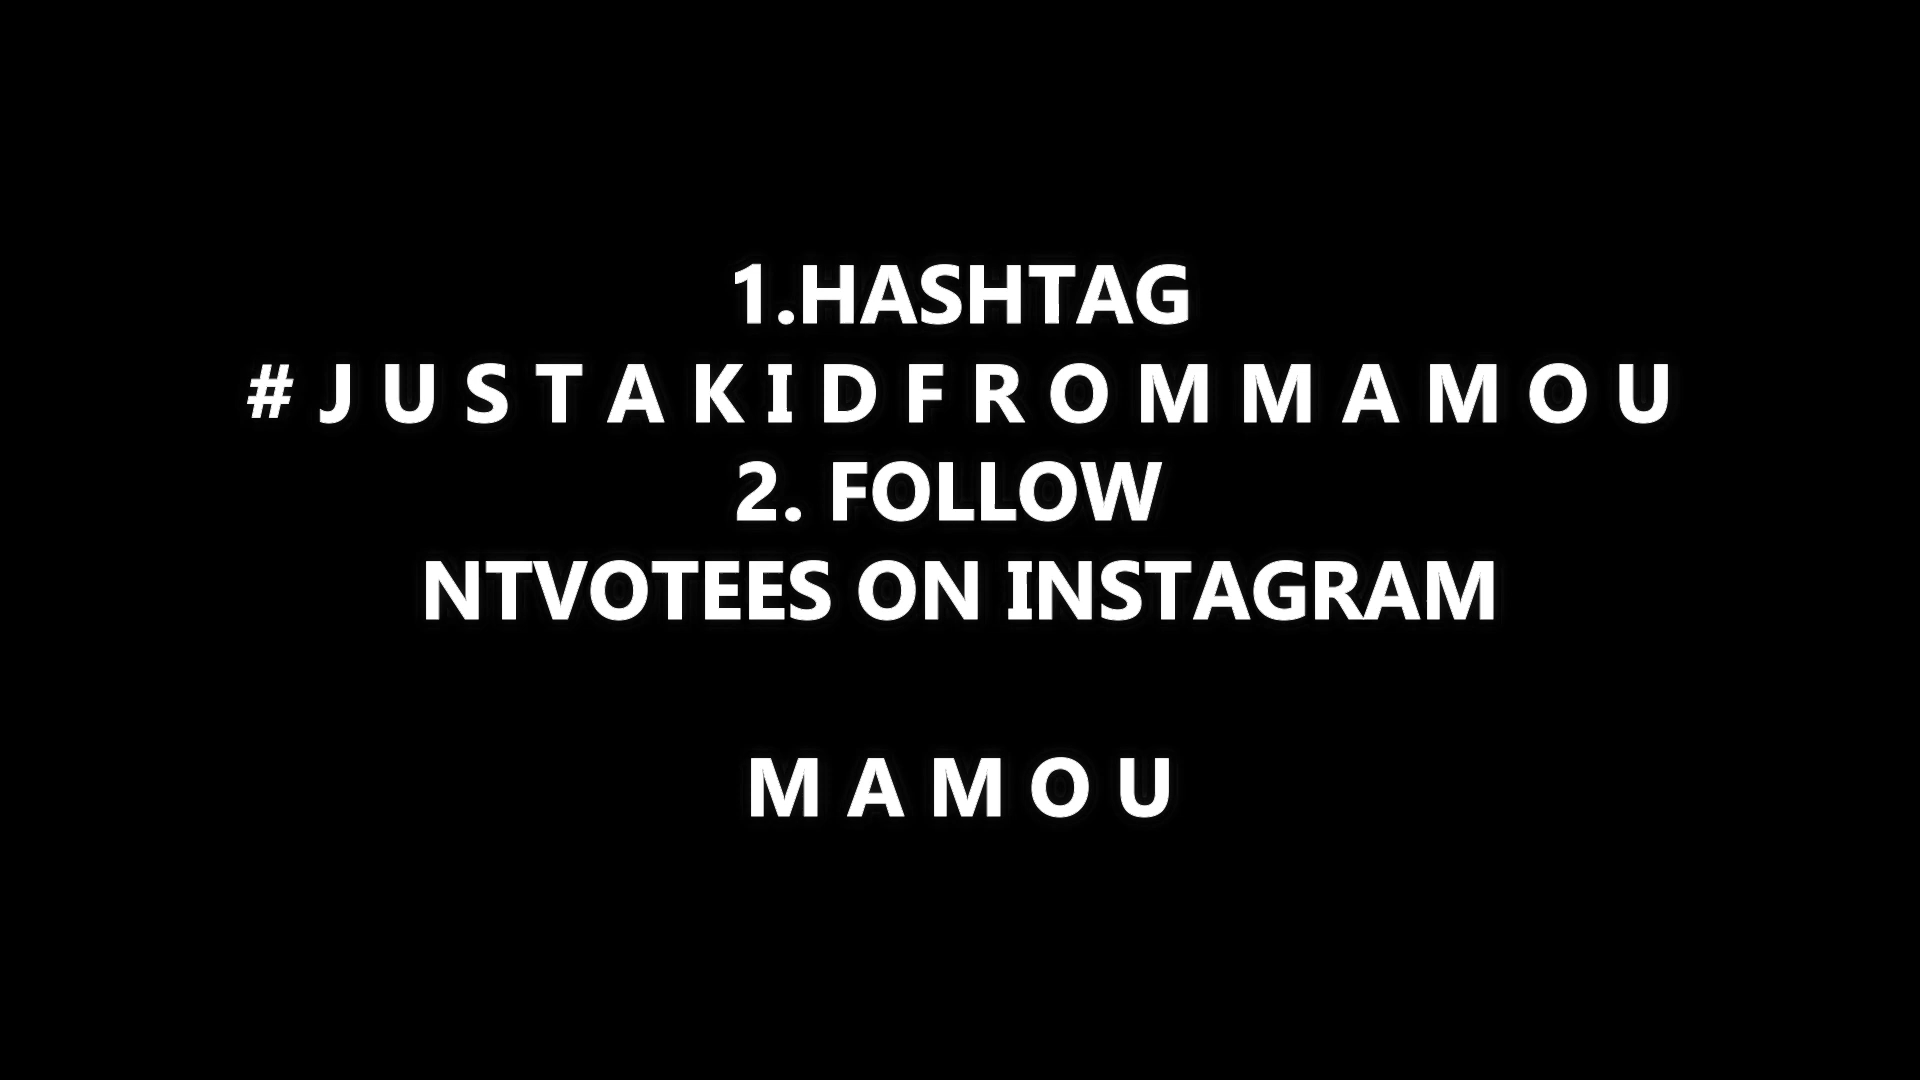 1.HASHTAG
# J U S T A K I D F R O M M A M O U
2. FOLLOW
NTVOTEES ON INSTAGRAM
M A M O U